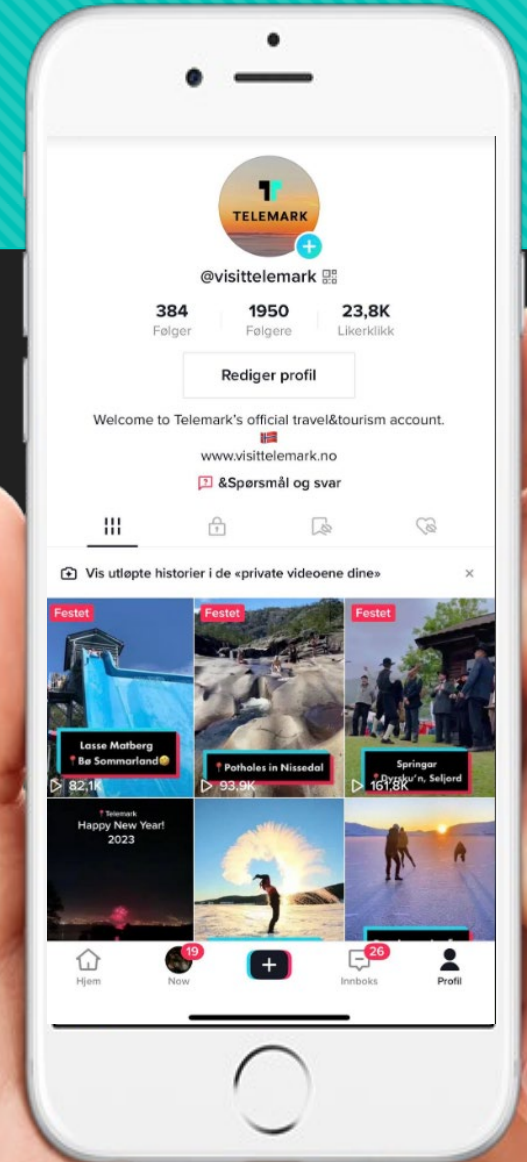 TELEMARK
@visittelemark
384
1950
23,8K
Følger
Følgere
Likerklikk
Rediger profil
Welcome to Telemark's official travel&tourism account.
www.visittelemark.no
&Spørsmål og svar
Vis utløpte historier i de «private videoene dine»
Festet
Festet
Festet
Lasse Matberg
Bø Sommarland
82,1K
Potholes in Nissedal
93,9K
Springar
Dyrsku'n, Seljord
161,8K
Telemark
Happy New Year!
2023
19
26
Hjem
Now
Innboks
Profil